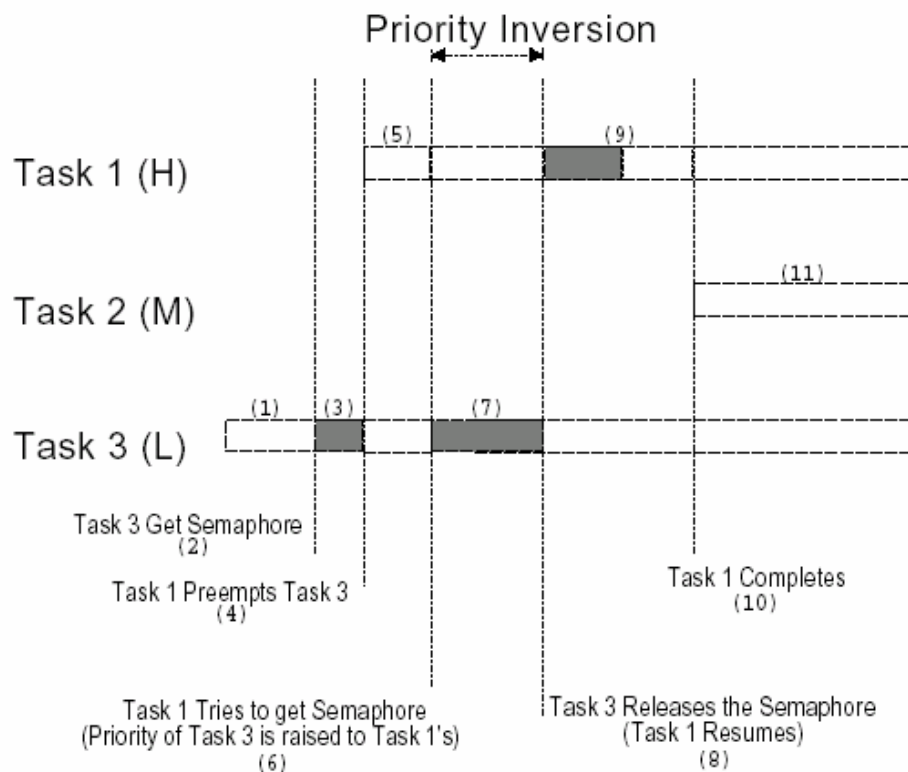 Priority Inversion
(5)
(9)
Task 1 (H)
(11)
Task 2 (M)
(1)
(3)
(7)
Task 3 (L)
Task 3 Get Semaphore
(2)
Task 1 Preempts Task 3
(4)
Task 1 Completes
(10)
Task 1 Tries to get Semaphore
(Priority of Task 3 is raised to Task 1's)
(6)
Task 3 Releases the Semaphore
(Task 1 Resumes)
(8)